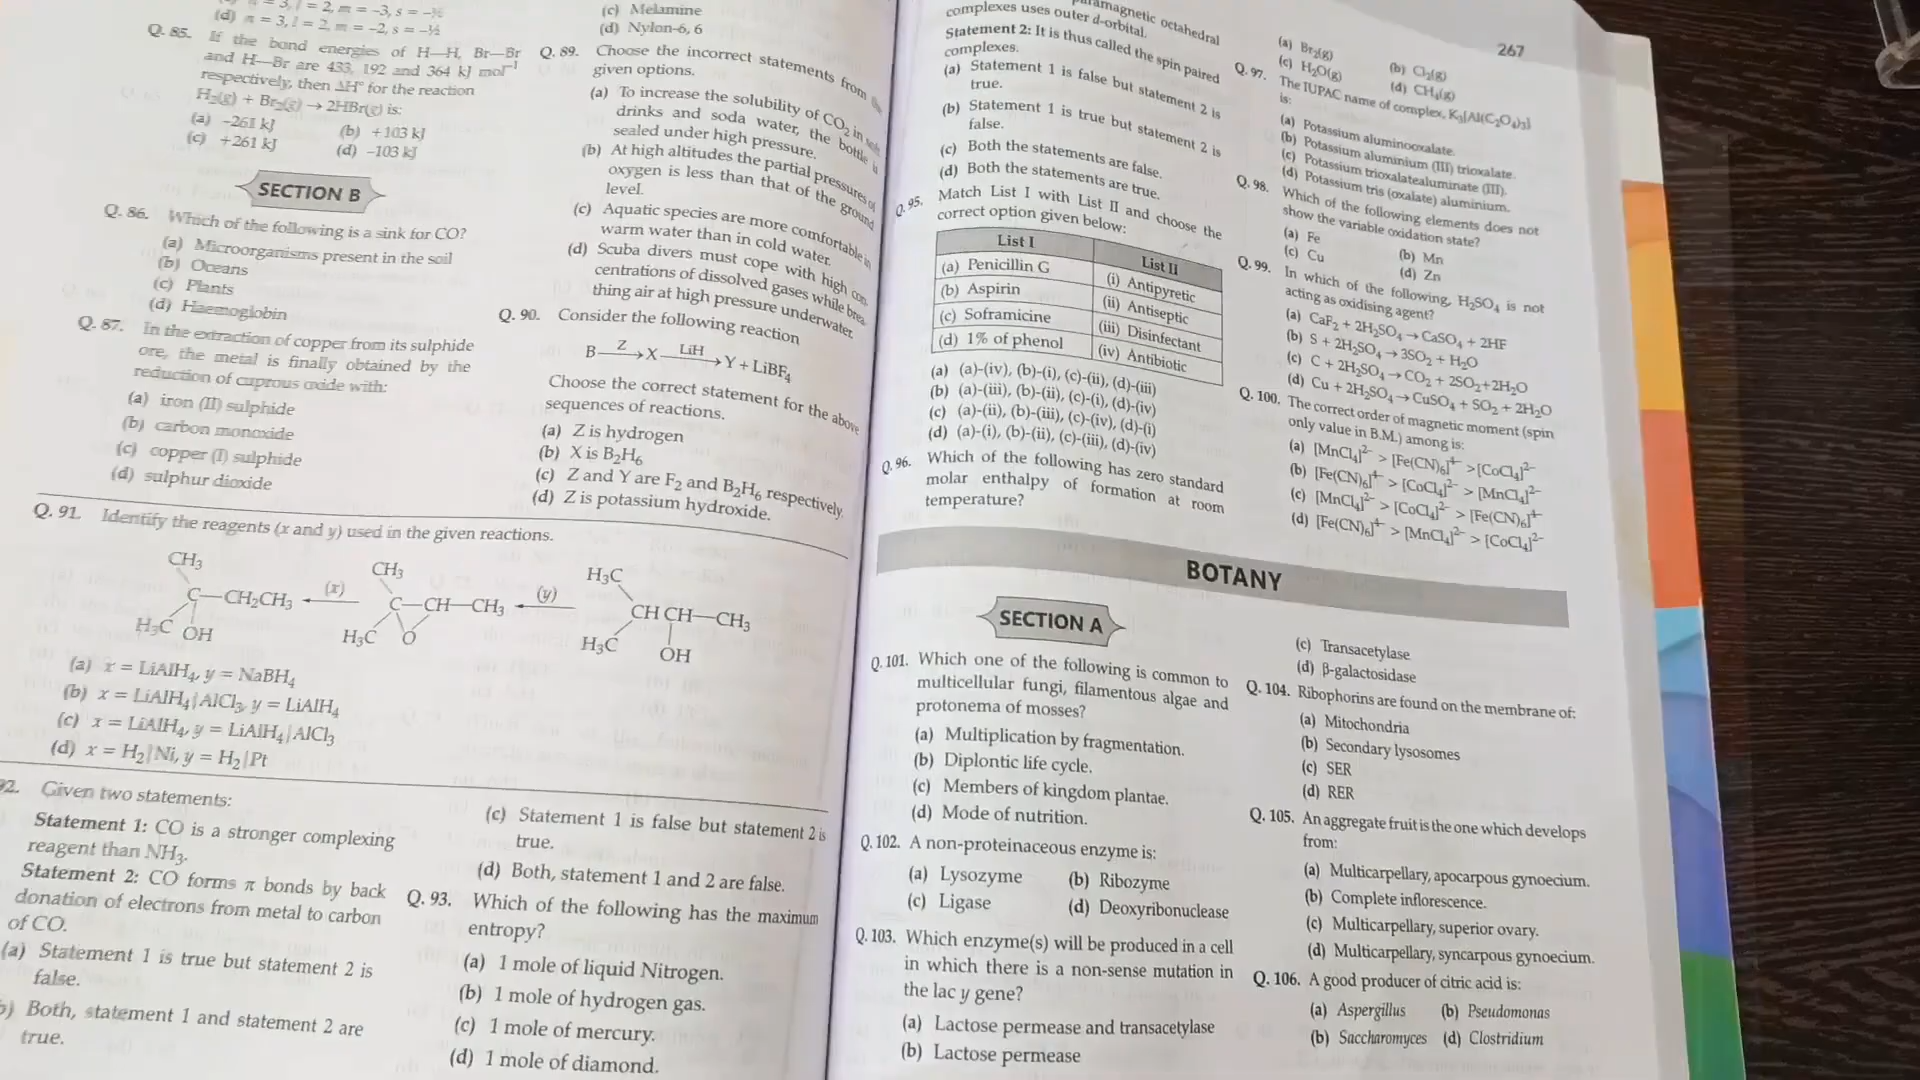 = 3, l = 2, m = −3, s = −½
(d) n = 3, l = 2, m = −2, s = −½
Q. 85. If the bond energies of H—H, Br—Br
and H—Br are 433, 192 and 364 kJ mol⁻¹
respectively, then ΔH° for the reaction
H₂(g) + Br₂(g) → 2HBr(g) is:
(a) −261 kJ
(b) +103 kJ
(c) +261 kJ
(d) −103 kJ
SECTION B
Q. 86. Which of the following is a sink for CO?
(a) Microorganisms present in the soil
(b) Oceans
(c) Plants
(d) Haemoglobin
Q. 87. In the extraction of copper from its sulphide
ore, the metal is finally obtained by the
reduction of cuprous oxide with:
(a) iron (II) sulphide
(b) carbon monoxide
(c) copper (I) sulphide
(d) sulphur dioxide
(c) Melamine
(d) Nylon-6, 6
Q. 89. Choose the incorrect statements from the
given options.
(a) To increase the solubility of CO₂ in soft
drinks and soda water, the bottle is
sealed under high pressure.
(b) At high altitudes the partial pressures of
oxygen is less than that of the ground
level.
(c) Aquatic species are more comfortable in
warm water than in cold water.
(d) Scuba divers must cope with high con-
centrations of dissolved gases while brea-
thing air at high pressure underwater.
Q. 90. Consider the following reaction
B —Z→ X —LiH→ Y + LiBF₄
Choose the correct statement for the above
sequences of reactions.
(a) Z is hydrogen
(b) X is B₂H₆
(c) Z and Y are F₂ and B₂H₆ respectively.
(d) Z is potassium hydroxide.
Q. 91. Identify the reagents (x and y) used in the given reactions.
CH₃ CH₃ H₃C
C—CH₂CH₃ (x) C—CH—CH₃ (y) CH CH—CH₃
H₃C OH H₃C O H₃C OH
(a) x = LiAlH₄, y = NaBH₄
(b) x = LiAlH₄|AlCl₃, y = LiAlH₄
(c) x = LiAlH₄, y = LiAlH₄|AlCl₃
(d) x = H₂|Ni, y = H₂|Pt
92. Given two statements:
Statement 1: CO is a stronger complexing
reagent than NH₃.
Statement 2: CO forms π bonds by back
donation of electrons from metal to carbon
of CO.
(a) Statement 1 is true but statement 2 is
false.
) Both, statement 1 and statement 2 are
true.
(c) Statement 1 is false but statement 2 is
true.
(d) Both, statement 1 and 2 are false.
Q. 93. Which of the following has the maximum
entropy?
(a) 1 mole of liquid Nitrogen.
(b) 1 mole of hydrogen gas.
(c) 1 mole of mercury.
(d) 1 mole of diamond.
267
paramagnetic octahedral
complexes uses outer d-orbital.
Statement 2: It is thus called the spin paired
complexes.
(a) Statement 1 is false but statement 2 is
true.
(b) Statement 1 is true but statement 2 is
false.
(c) Both the statements are false.
(d) Both the statements are true.
Q. 95. Match List I with List II and choose the
correct option given below:
List I List II
(a) Penicillin G (i) Antipyretic
(b) Aspirin (ii) Antiseptic
(c) Soframicine (iii) Disinfectant
(d) 1% of phenol (iv) Antibiotic
(a) (a)-(iv), (b)-(i), (c)-(ii), (d)-(iii)
(b) (a)-(iii), (b)-(ii), (c)-(i), (d)-(iv)
(c) (a)-(ii), (b)-(iii), (c)-(iv), (d)-(i)
(d) (a)-(i), (b)-(ii), (c)-(iii), (d)-(iv)
Q. 96. Which of the following has zero standard
molar enthalpy of formation at room
temperature?
(a) Br₂(g)
(b) Cl₂(g)
(c) H₂O(g)
(d) CH₄(g)
Q. 97. The IUPAC name of complex, K₃[Al(C₂O₄)₃]
is:
(a) Potassium aluminooxalate.
(b) Potassium aluminium (III) trioxalate.
(c) Potassium trioxalatealuminate (III).
(d) Potassium tris (oxalate) aluminium.
Q. 98. Which of the following elements does not
show the variable oxidation state?
(a) Fe
(b) Mn
(c) Cu
(d) Zn
Q. 99. In which of the following, H₂SO₄ is not
acting as oxidising agent?
(a) CaF₂ + 2H₂SO₄ → CaSO₄ + 2HF
(b) S + 2H₂SO₄ → 3SO₂ + H₂O
(c) C + 2H₂SO₄ → CO₂ + 2SO₂+2H₂O
(d) Cu + 2H₂SO₄ → CuSO₄ + SO₂ + 2H₂O
Q. 100. The correct order of magnetic moment (spin
only value in B.M.) among is:
(a) [MnCl₄]²⁻ > [Fe(CN)₆]⁴⁻ >[CoCl₄]²⁻
(b) [Fe(CN)₆]⁴⁻ > [CoCl₄]²⁻ > [MnCl₄]²⁻
(c) [MnCl₄]²⁻ > [CoCl₄]²⁻ > [Fe(CN)₆]⁴⁻
(d) [Fe(CN)₆]⁴⁻ > [MnCl₄]²⁻ > [CoCl₄]²⁻
BOTANY
SECTION A
Q. 101. Which one of the following is common to
multicellular fungi, filamentous algae and
protonema of mosses?
(a) Multiplication by fragmentation.
(b) Diplontic life cycle.
(c) Members of kingdom plantae.
(d) Mode of nutrition.
Q. 102. A non-proteinaceous enzyme is:
(a) Lysozyme (b) Ribozyme
(c) Ligase (d) Deoxyribonuclease
Q. 103. Which enzyme(s) will be produced in a cell
in which there is a non-sense mutation in
the lac y gene?
(a) Lactose permease and transacetylase
(b) Lactose permease
(c) Transacetylase
(d) β-galactosidase
Q. 104. Ribophorins are found on the membrane of:
(a) Mitochondria
(b) Secondary lysosomes
(c) SER
(d) RER
Q. 105. An aggregate fruit is the one which develops
from:
(a) Multicarpellary, apocarpous gynoecium.
(b) Complete inflorescence.
(c) Multicarpellary, superior ovary.
(d) Multicarpellary, syncarpous gynoecium.
Q. 106. A good producer of citric acid is:
(a) Aspergillus (b) Pseudomonas
(b) Saccharomyces (d) Clostridium